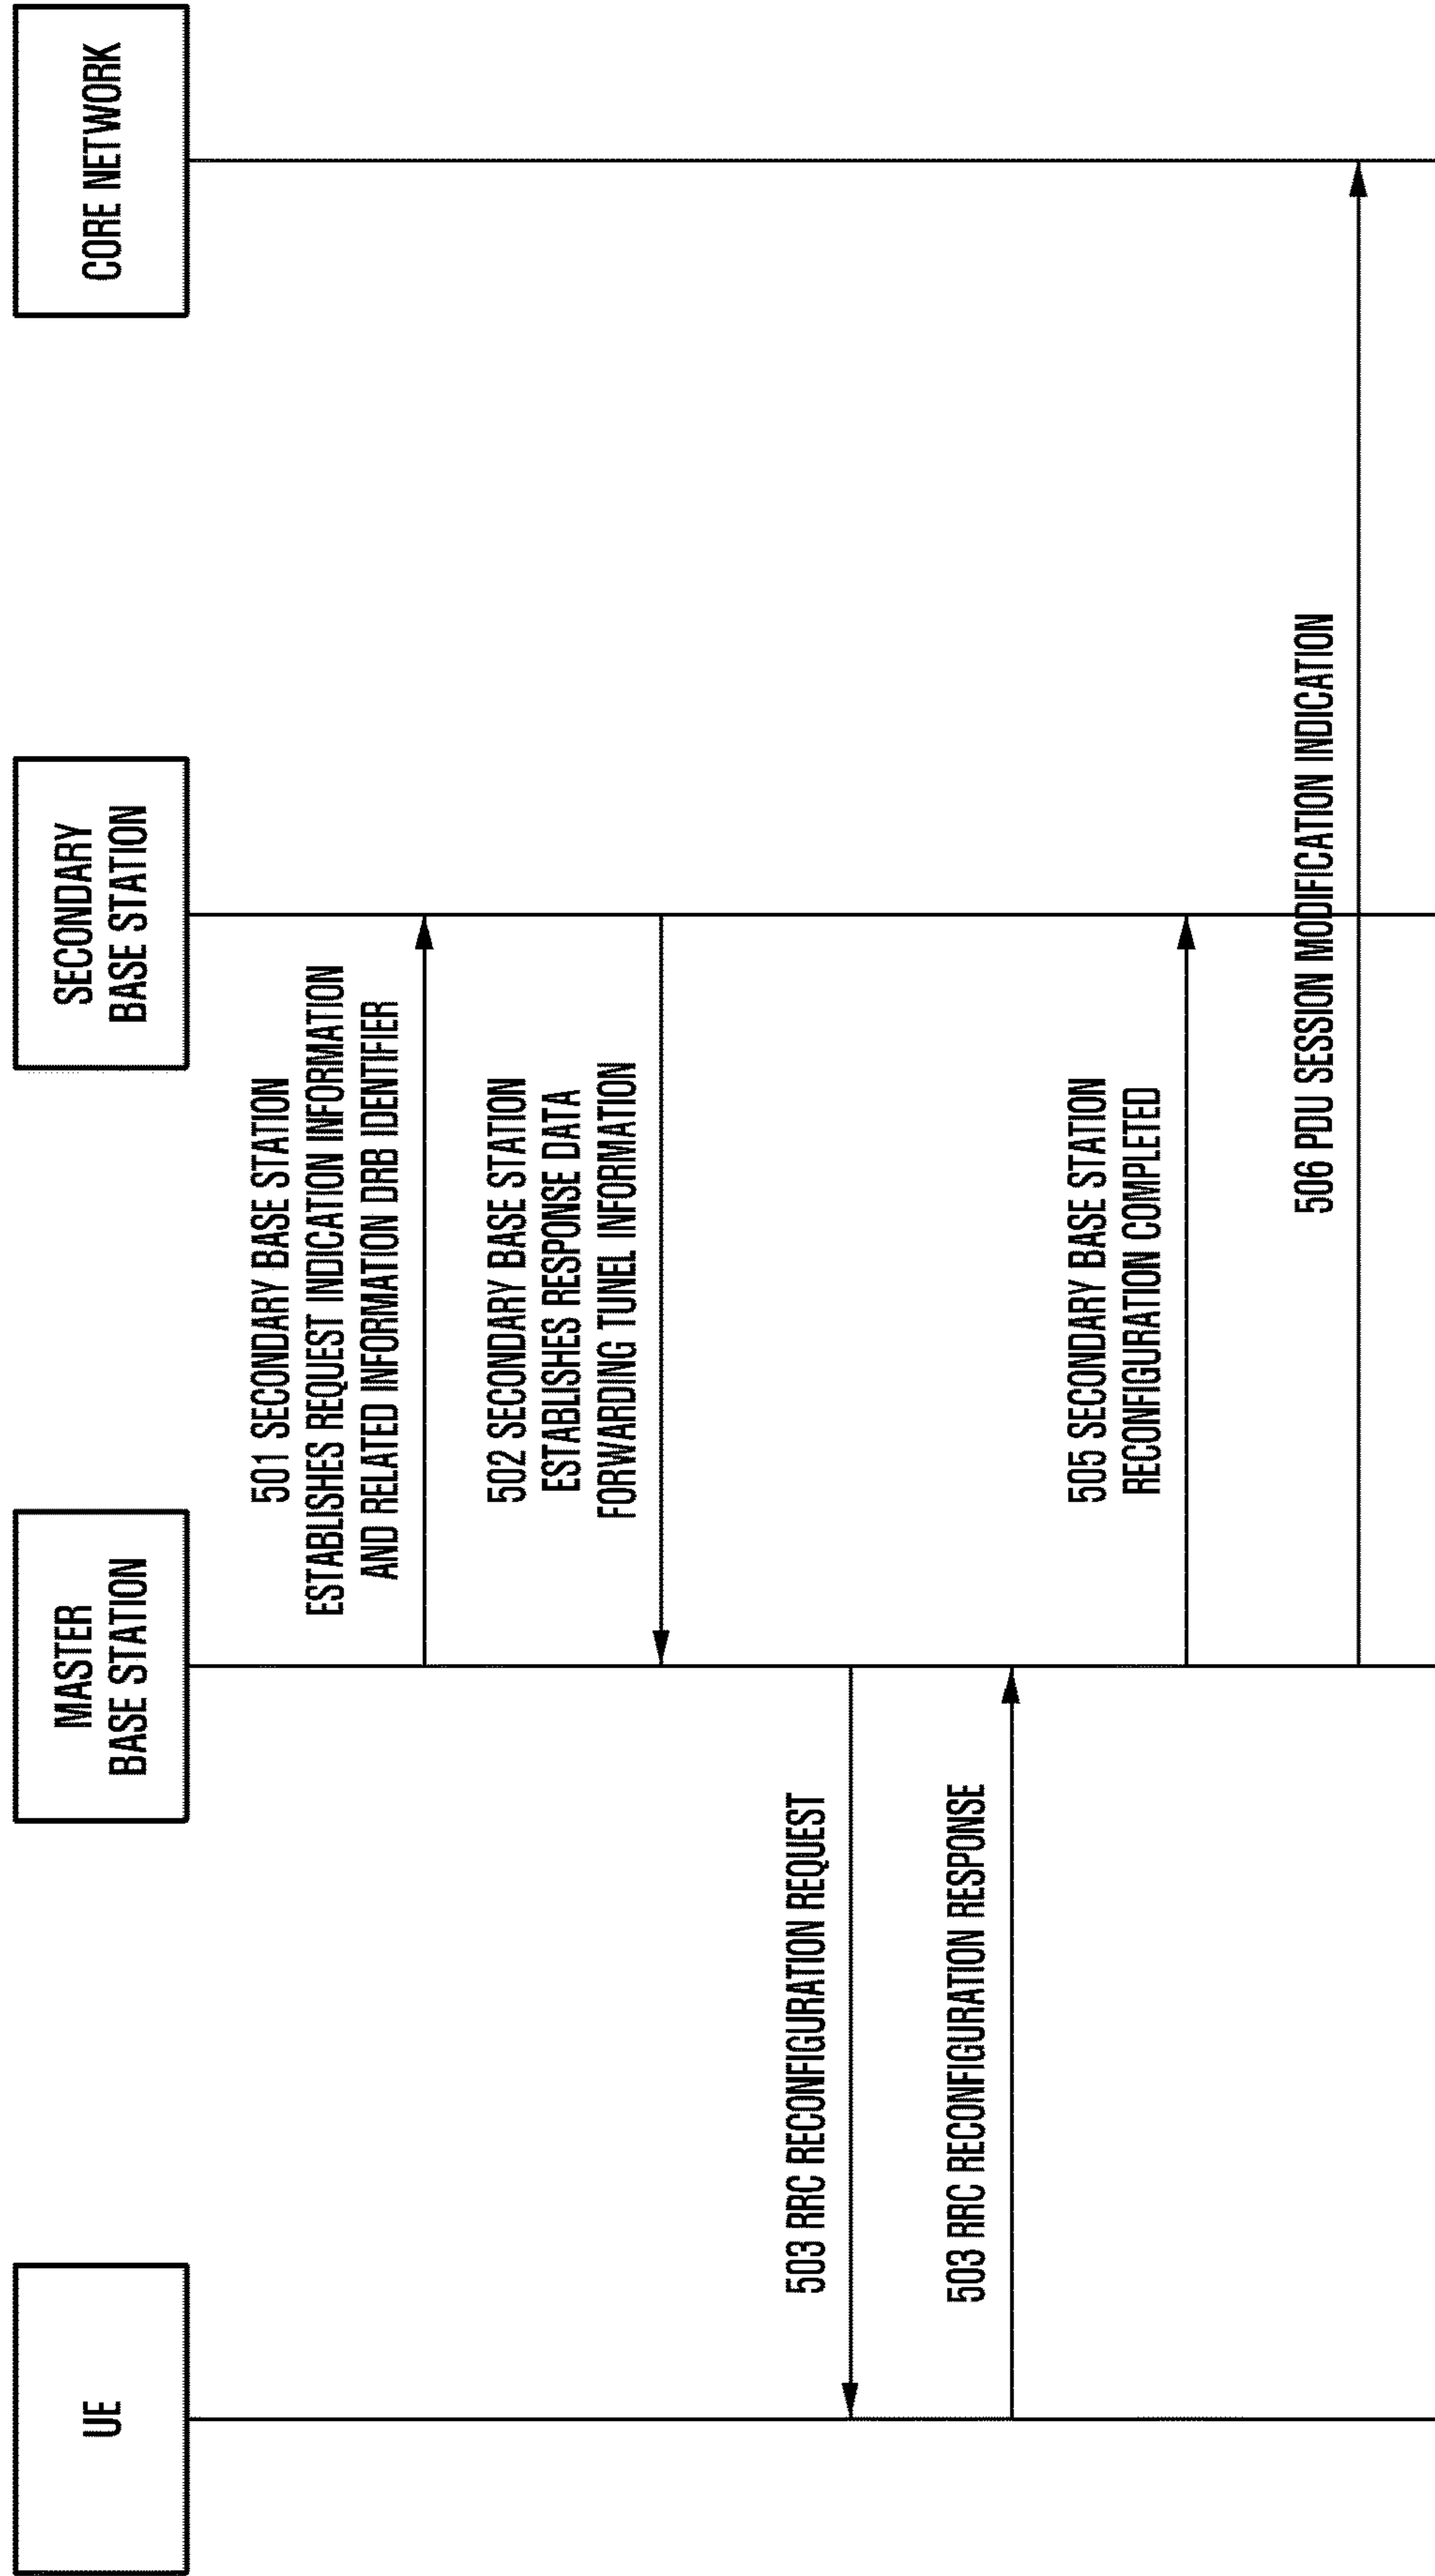 UE
MASTER
BASE STATION
SECONDARY
BASE STATION
CORE NETWORK
501 SECONDARY BASE STATION
ESTABLISHES REQUEST INDICATION INFORMATION
AND RELATED INFORMATION DRB IDENTIFIER
502 SECONDARY BASE STATION
ESTABLISHES RESPONSE DATA
FORWARDING TUNEL INFORMATION
503 RRC RECONFIGURATION REQUEST
503 RRC RECONFIGURATION RESPONSE
505 SECONDARY BASE STATION
RECONFIGURATION COMPLETED
506 PDU SESSION MODIFICATION INDICATION